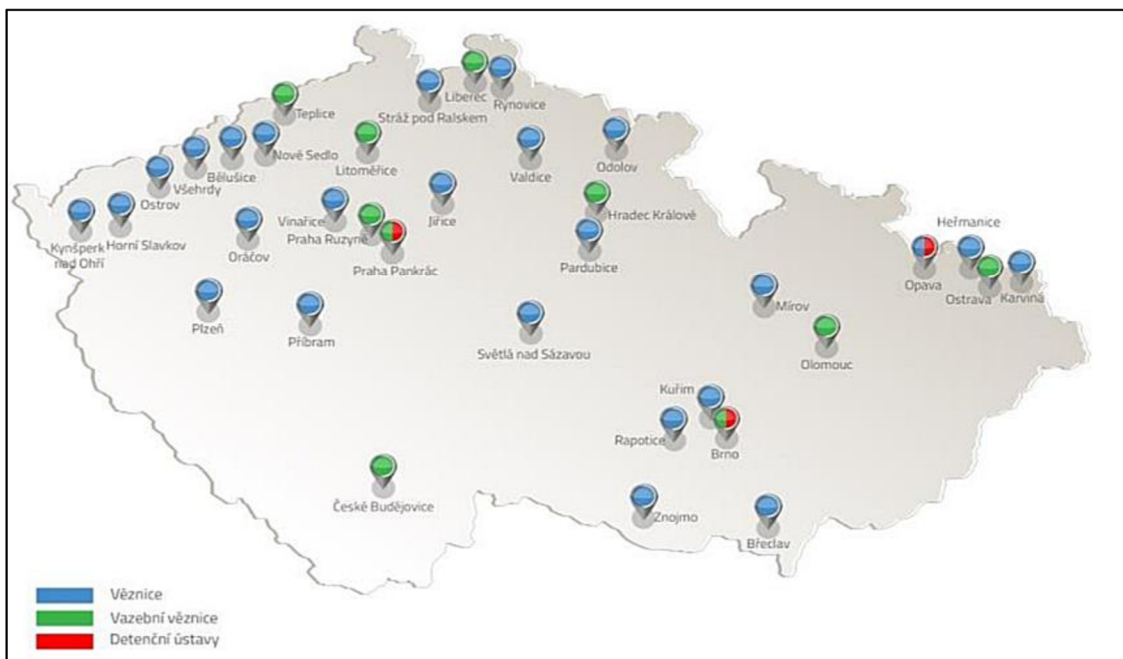 Liberec
Rýnovice
Teplice
Stráž pod Ralskem
Nové Sedlo
Litoměřice
Valdice
Odolov
Bělušice
Všehrdy
Ostrov
Jiřice
Hradec Králové
Vinařice
Heřmanice
Kynšperk
nad Ohří
Horní Slavkov
Praha Ruzyně
Oráčov
Praha Pankrác
Pardubice
Opava
Ostrava
Karviná
Mírov
Plzeň
Příbram
Světlá nad Sázavou
Olomouc
Kuřim
Rapotice
Brno
České Budějovice
Znojmo
Břeclav
Věznice
Vazební věznice
Detenční ústavy